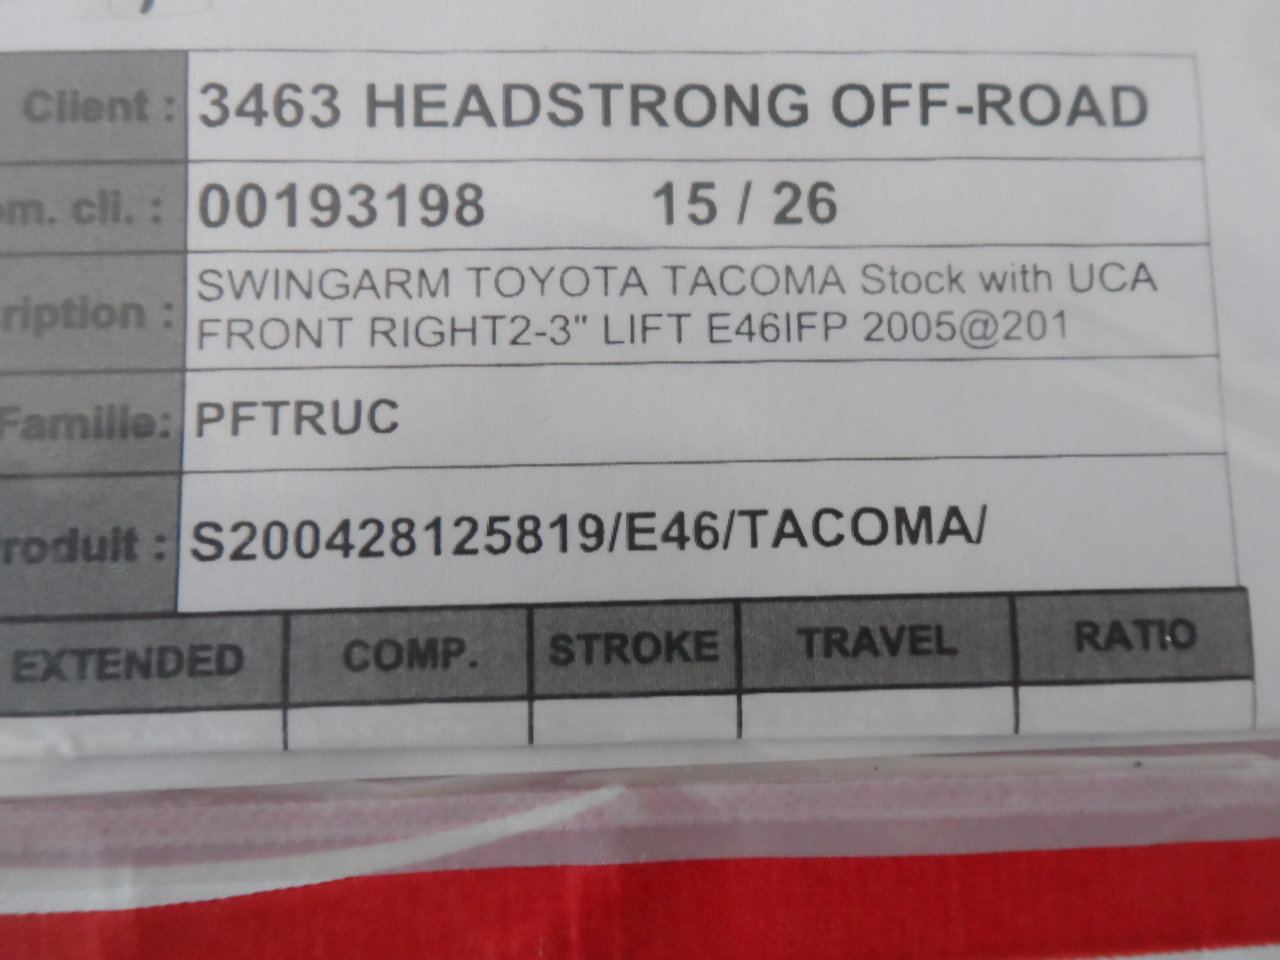 Client : 3463 HEADSTRONG OFF-ROAD
om. cli. : 00193198 15 / 26
ription : SWINGARM TOYOTA TACOMA Stock with UCA
FRONT RIGHT2-3" LIFT E46IFP 2005@201
Famille: PFTRUC
roduit : S200428125819/E46/TACOMA/
EXTENDED COMP. STROKE TRAVEL RATIO